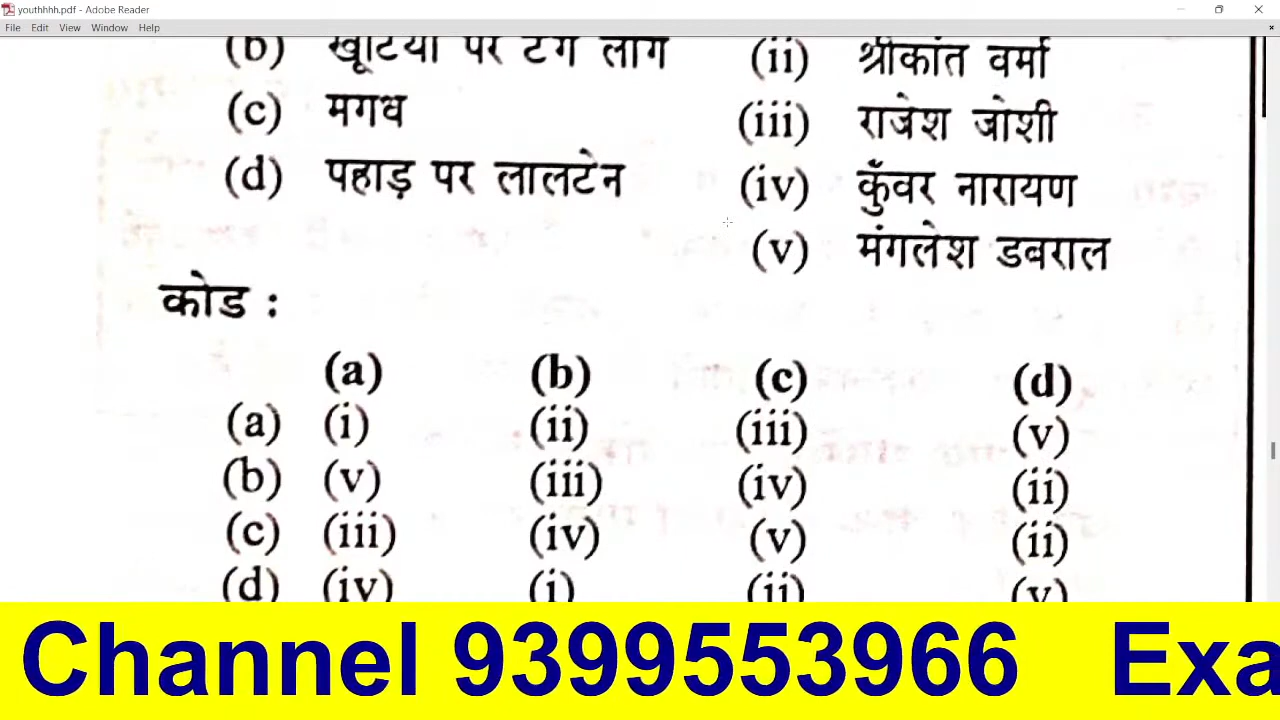 youthhhh.pdf - Adobe Reader
File Edit View Window Help
(b) खूंटियों पर टंगे लोग (ii) श्रीकांत वर्मा
(c) मगध (iii) राजेश जोशी
(d) पहाड़ पर लालटेन (iv) कुँवर नारायण
(v) मंगलेश डबराल
कोड :
(a) (b) (c) (d)
(a) (i) (ii) (iii) (v)
(b) (v) (iii) (iv) (ii)
(c) (iii) (iv) (v) (ii)
(d) (iv) (i) (ii) (v)
Channel 9399553966 Exa